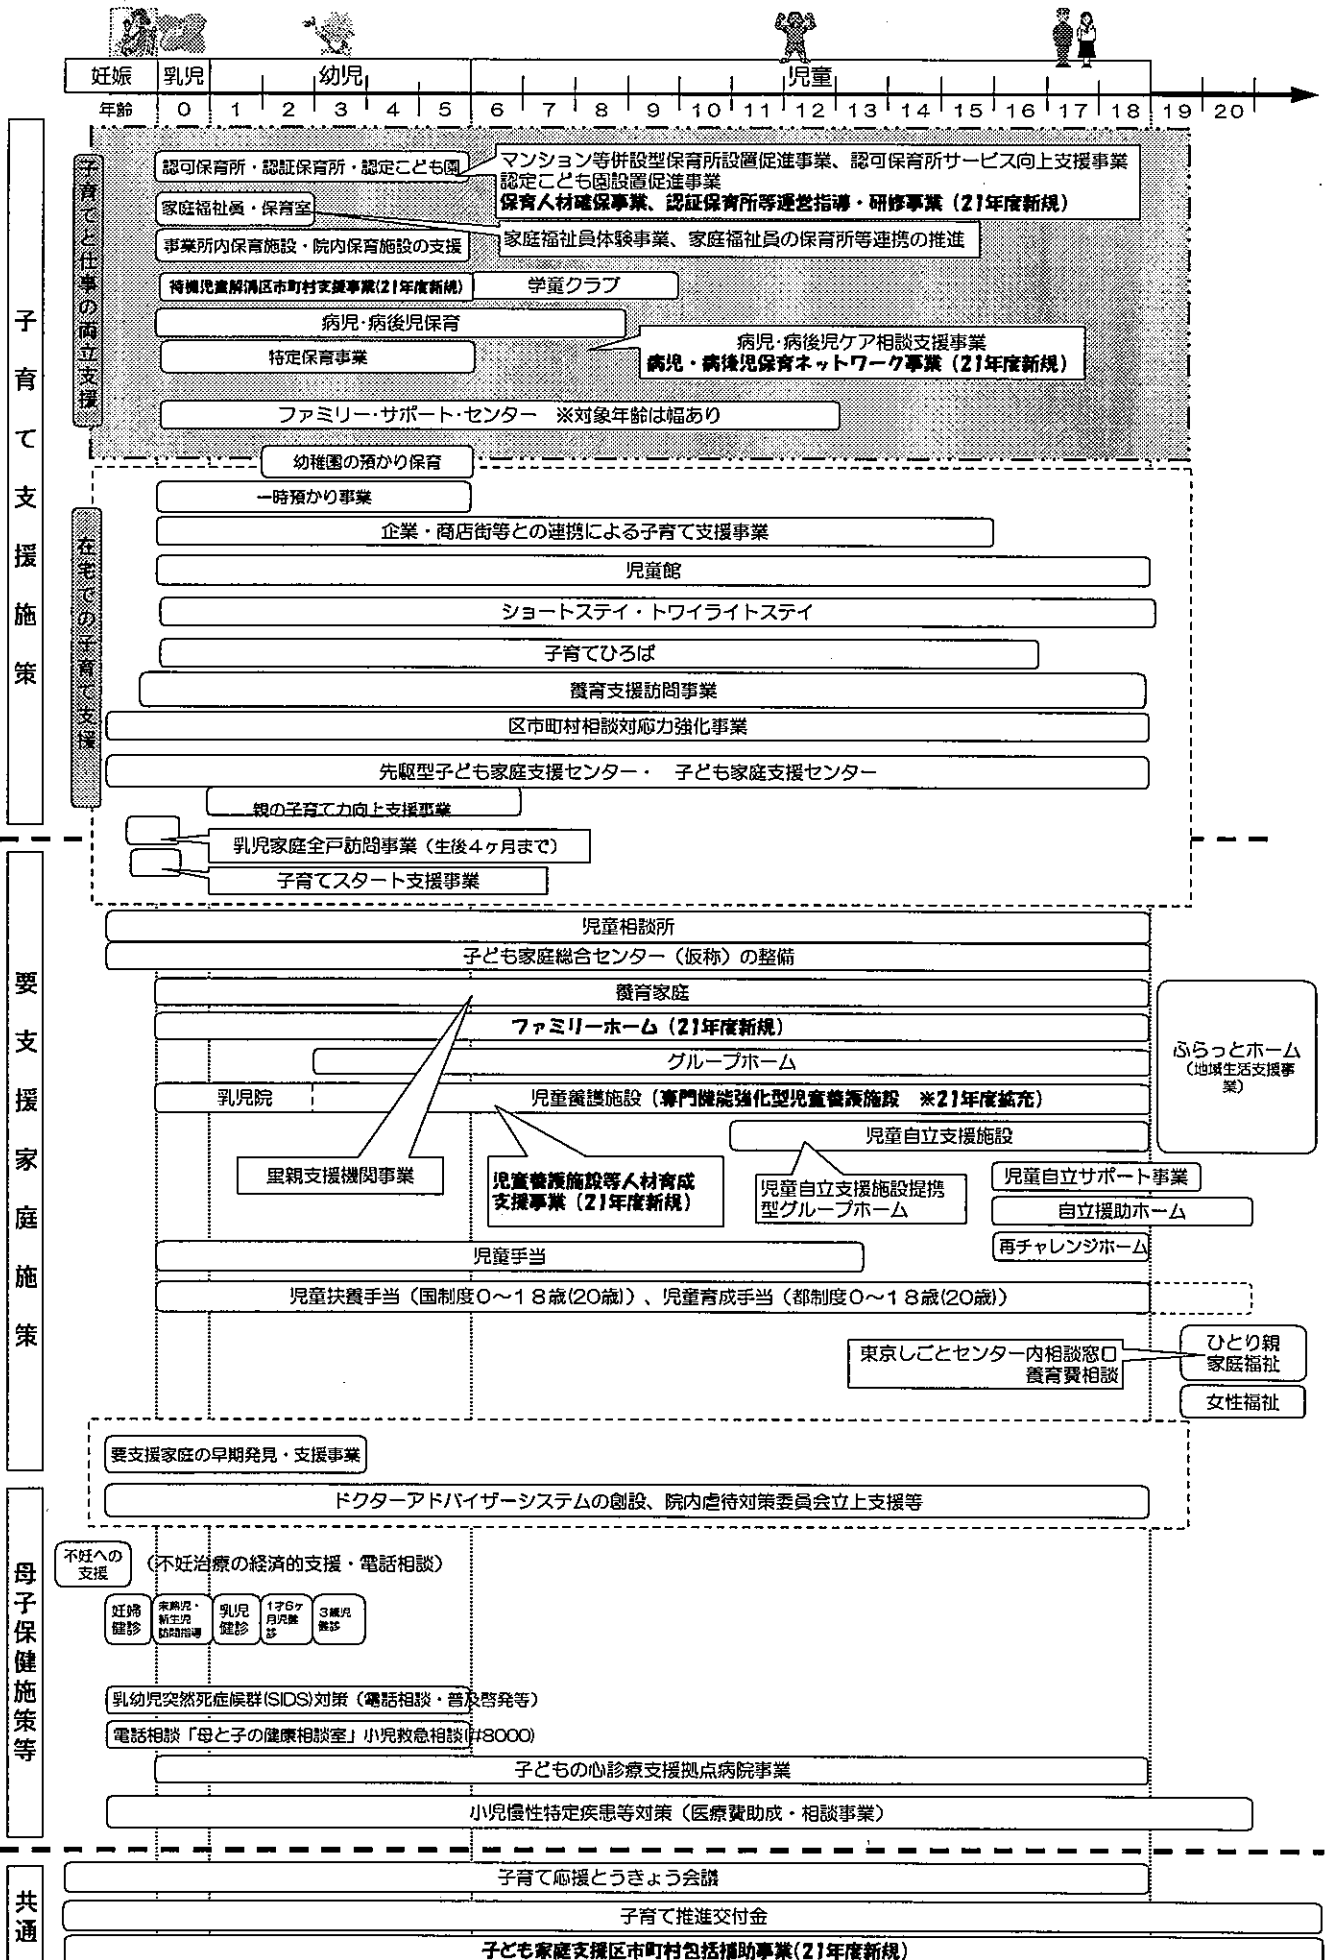 妊娠 乳児 幼児 児童
年齢 0 1 2 3 4 5 6 7 8 9 10 11 12 13 14 15 16 17 18 19 20
子育て支援施策
子育てと仕事の両立支援
認可保育所・認証保育所・認定こども園
マンション等併設型保育所設置促進事業、認可保育所サービス向上支援事業
認定こども園設置促進事業
保育人材確保事業、認証保育所等運営指導・研修事業(21年度新規)
家庭福祉員・保育室
家庭福祉員体験事業、家庭福祉員の保育所等連携の推進
事業所内保育施設・院内保育施設の支援
待機児童解消区市町村支援事業(21年度新規)
学童クラブ
病児・病後児保育
病児・病後児ケア相談支援事業
病児・病後児保育ネットワーク事業(21年度新規)
特定保育事業
ファミリー・サポート・センター ※対象年齢は幅あり
幼稚園の預かり保育
在宅での子育て支援
一時預かり事業
企業・商店街等との連携による子育て支援事業
児童館
ショートステイ・トワイライトステイ
子育てひろば
養育支援訪問事業
区市町村相談対応力強化事業
先駆型子ども家庭支援センター・ 子ども家庭支援センター
親の子育て力向上支援事業
乳児家庭全戸訪問事業(生後4ヶ月まで)
子育てスタート支援事業
要支援家庭施策
児童相談所
子ども家庭総合センター(仮称)の整備
養育家庭
ファミリーホーム(21年度新規)
グループホーム
乳児院
児童養護施設(専門機能強化型児童養護施設 ※21年度拡充)
児童自立支援施設
ふらっとホーム
(地域生活支援事
業)
里親支援機関事業
児童養護施設等人材育成
支援事業(21年度新規)
児童自立支援施設提携
型グループホーム
児童自立サポート事業
自立援助ホーム
再チャレンジホーム
児童手当
児童扶養手当(国制度0~18歳(20歳))、児童育成手当(都制度0~18歳(20歳))
東京しごとセンター内相談窓口
養育費相談
ひとり親
家庭福祉
女性福祉
要支援家庭の早期発見・支援事業
ドクターアドバイザーシステムの創設、院内虐待対策委員会立上支援等
母子保健施策等
不妊への
支援
(不妊治療の経済的支援・電話相談)
妊婦
健診
未熟児・
新生児
訪問指導
乳児
健診
1才6ケ
月児健
診
3歳児
健診
乳幼児突然死症候群(SIDS)対策(電話相談・普及啓発等)
電話相談「母と子の健康相談室」小児救急相談(#8000)
子どもの心診療支援拠点病院事業
小児慢性特定疾患等対策(医療費助成・相談事業)
共通
子育て応援とうきょう会議
子育て推進交付金
子ども家庭支援区市町村包括補助事業(21年度新規)